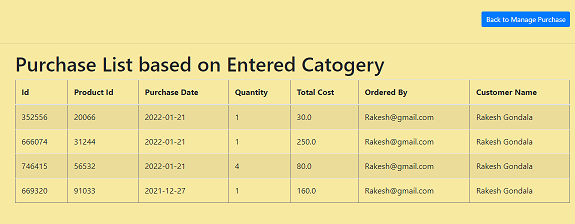 Back to Manage Purchase
Purchase List based on Entered Catogery
Id Product Id Purchase Date Quantity Total Cost Ordered By Customer Name
352556 20066 2022-01-21 1 30.0 Rakesh@gmail.com Rakesh Gondala
666074 31244 2022-01-21 1 250.0 Rakesh@gmail.com Rakesh Gondala
746415 56532 2022-01-21 4 80.0 Rakesh@gmail.com Rakesh Gondala
669320 91033 2021-12-27 1 160.0 Rakesh@gmail.com Rakesh Gondala